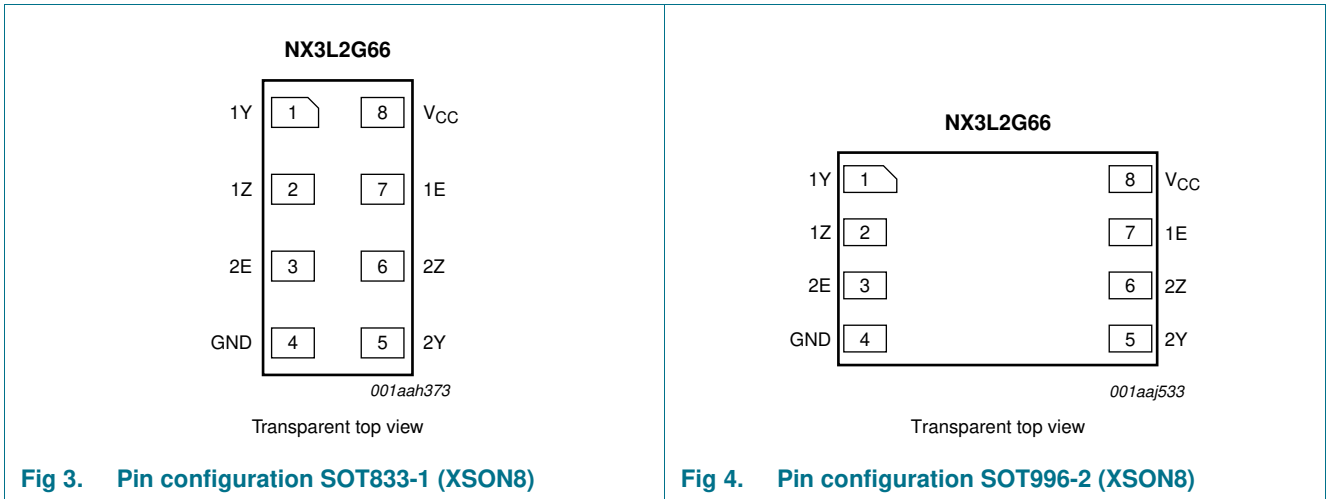 NX3L2G66
1Y 1 8 VCC
1Z 2 7 1E
2E 3 6 2Z
GND 4 5 2Y
001aah373
Transparent top view
Fig 3. Pin configuration SOT833-1 (XSON8)
NX3L2G66
1Y 1 8 VCC
1Z 2 7 1E
2E 3 6 2Z
GND 4 5 2Y
001aaj533
Transparent top view
Fig 4. Pin configuration SOT996-2 (XSON8)